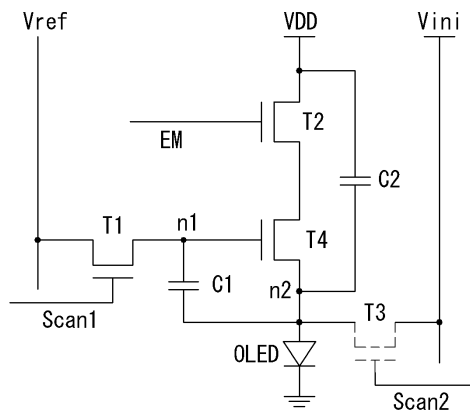 Vref VDD Vini
T2
EM
C2
T1 n1 T4
C1 n2
Scan1 T3
OLED
Scan2